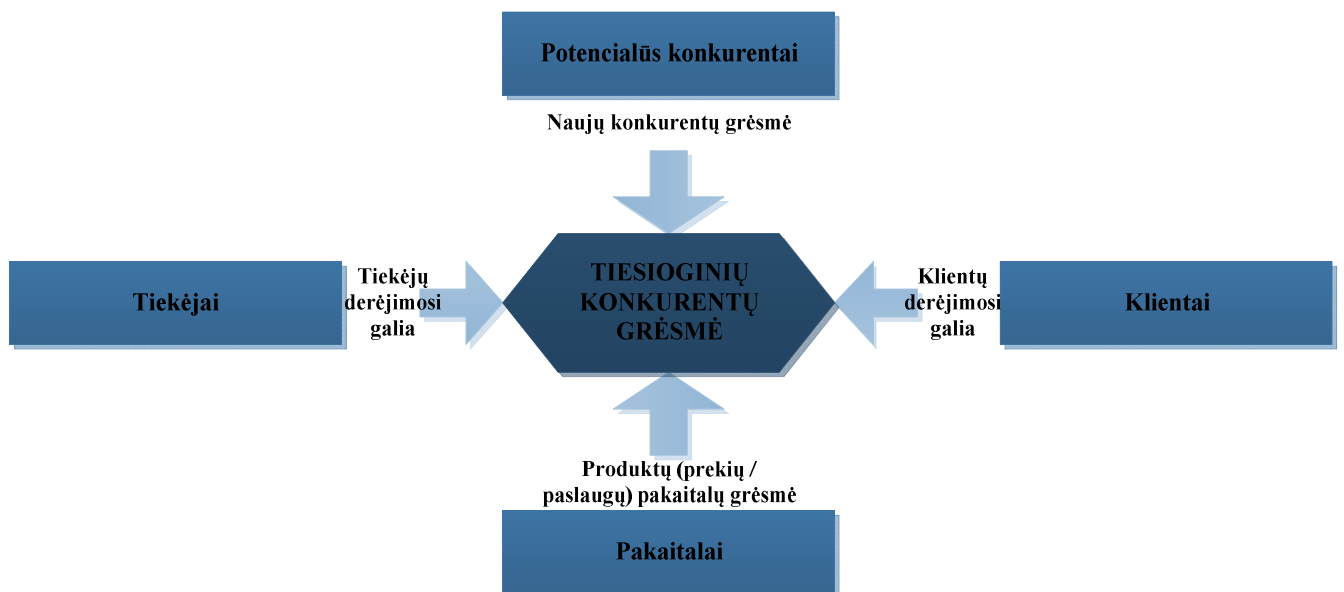 Potencialūs konkurentai
Naujų konkurentų grėsmė
Tiekėjai
Tiekėjų
derėjimosi
galia
TIESIOGINIŲ
KONKURENTŲ
GRĖSMĖ
Klientų
derėjimosi
galia
Klientai
Produktų (prekių /
paslaugų) pakaitalų grėsmė
Pakaitalai